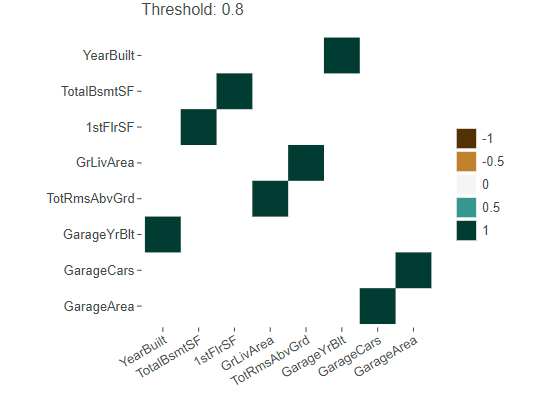 Threshold: 0.8
YearBuilt
TotalBsmtSF
1stFlrSF
GrLivArea
TotRmsAbvGrd
GarageYrBlt
GarageCars
GarageArea
-1
-0.5
0
0.5
1
YearBuilt
TotalBsmtSF
1stFlrSF
GrLivArea
TotRmsAbvGrd
GarageYrBlt
GarageCars
GarageArea